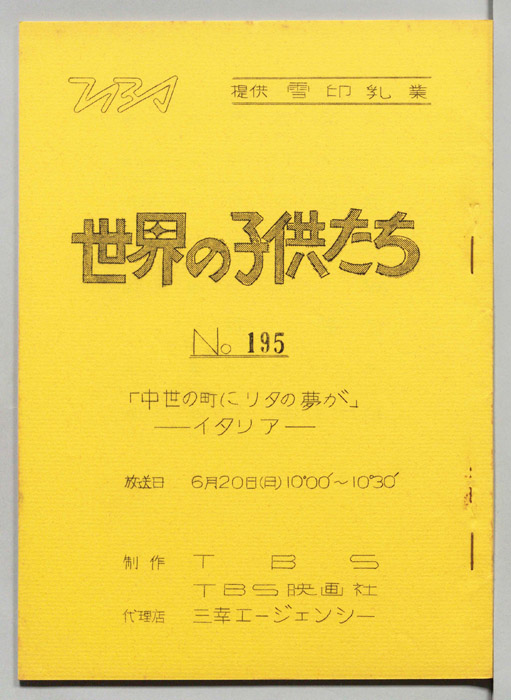 TBS
提供 雪印乳業
世界の子供たち
No. 195
「中世の町にリタの夢が」
——イタリア——
放送日 6月20日(月)10°00′～10°30′
制作 TBS
TBS映画社
代理店 三幸エージェンシー